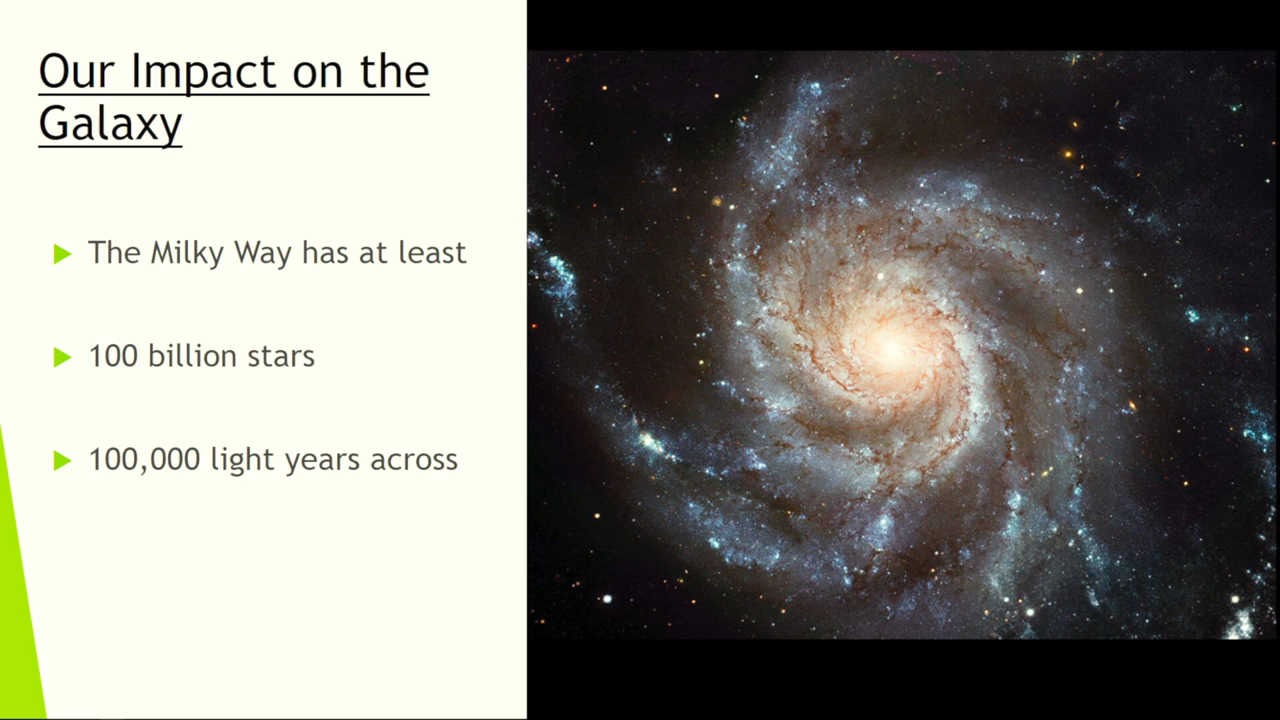 Our Impact on the
Galaxy
The Milky Way has at least
100 billion stars
100,000 light years across